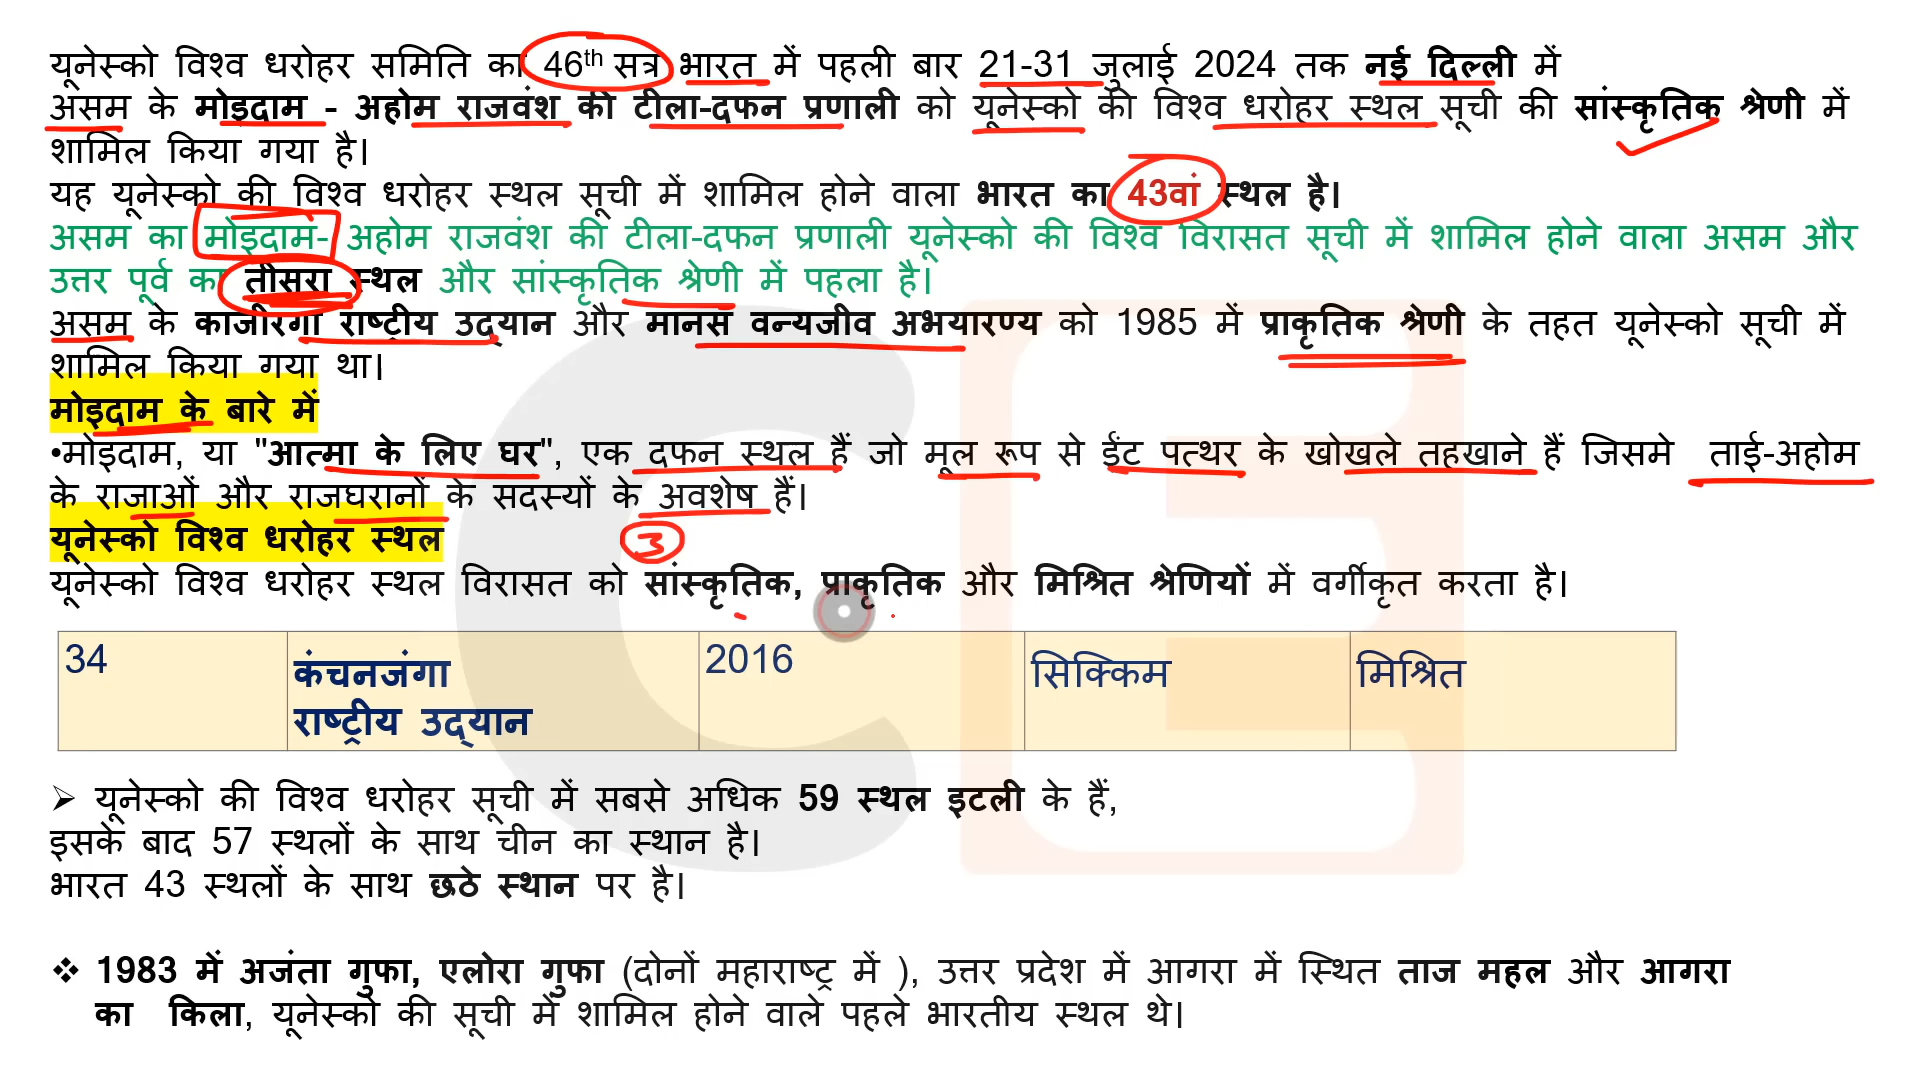 यूनेस्को विश्व धरोहर समिति का 46th सत्र भारत में पहली बार 21-31 जुलाई 2024 तक नई दिल्ली में
असम के मोइदाम - अहोम राजवंश की टीला-दफन प्रणाली को यूनेस्को की विश्व धरोहर स्थल सूची की सांस्कृतिक श्रेणी में
शामिल किया गया है।
यह यूनेस्को की विश्व धरोहर स्थल सूची में शामिल होने वाला भारत का 43वां स्थल है।
असम का मोइदाम- अहोम राजवंश की टीला-दफन प्रणाली यूनेस्को की विश्व विरासत सूची में शामिल होने वाला असम और
उत्तर पूर्व का तीसरा स्थल और सांस्कृतिक श्रेणी में पहला है।
असम के काजीरंगा राष्ट्रीय उद्यान और मानस वन्यजीव अभयारण्य को 1985 में प्राकृतिक श्रेणी के तहत यूनेस्को सूची में
शामिल किया गया था।
मोइदाम के बारे में
•मोइदाम, या "आत्मा के लिए घर", एक दफन स्थल हैं जो मूल रूप से ईंट पत्थर के खोखले तहखाने हैं जिसमे ताई-अहोम
के राजाओं और राजघरानों के सदस्यों के अवशेष हैं।
यूनेस्को विश्व धरोहर स्थल
3
यूनेस्को विश्व धरोहर स्थल विरासत को सांस्कृतिक, प्राकृतिक और मिश्रित श्रेणियों में वर्गीकृत करता है।
34 कंचनजंगा 2016 सिक्किम मिश्रित
राष्ट्रीय उद्यान
➢ यूनेस्को की विश्व धरोहर सूची में सबसे अधिक 59 स्थल इटली के हैं,
इसके बाद 57 स्थलों के साथ चीन का स्थान है।
भारत 43 स्थलों के साथ छठे स्थान पर है।
❖ 1983 में अजंता गुफा, एलोरा गुफा (दोनों महाराष्ट्र में ), उत्तर प्रदेश में आगरा में स्थित ताज महल और आगरा
का किला, यूनेस्को की सूची में शामिल होने वाले पहले भारतीय स्थल थे।